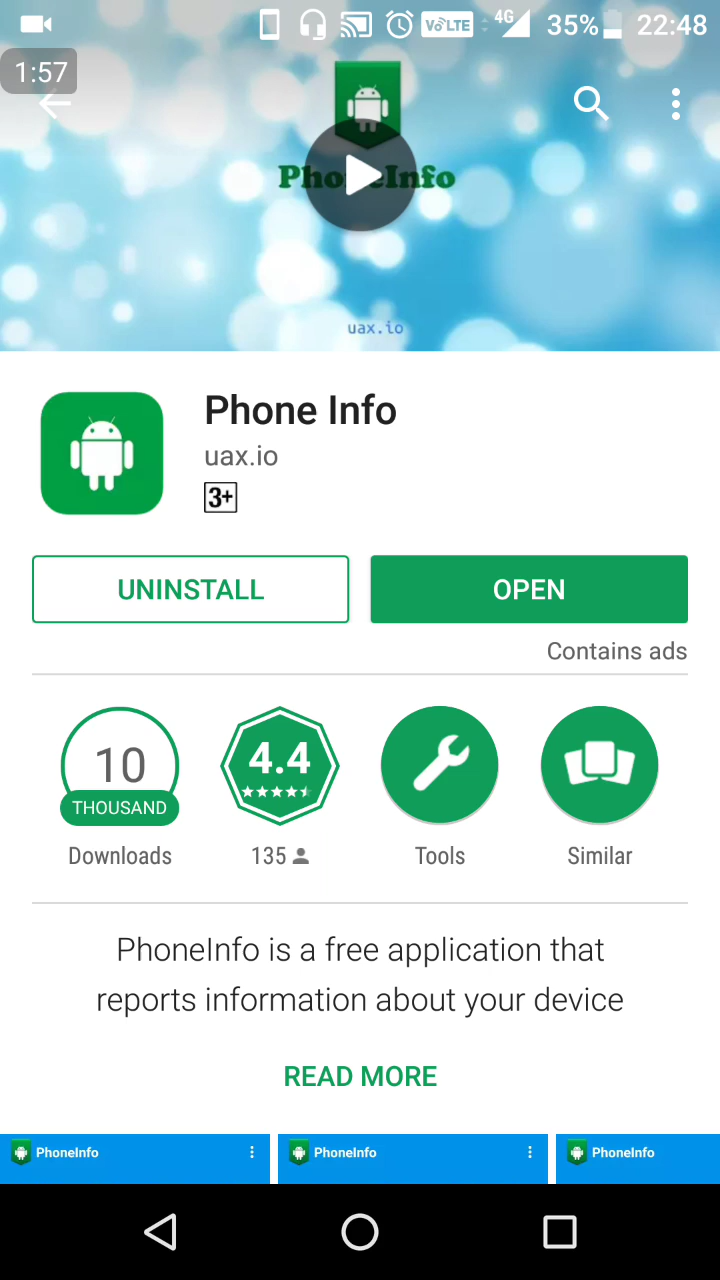 VoLTE 4G 35% 22:48
1:57
PhoneInfo
uax.io
Phone Info
uax.io
3+
UNINSTALL OPEN
Contains ads
10 4.4
THOUSAND
Downloads 135 Tools Similar
PhoneInfo is a free application that
reports information about your device
READ MORE
PhoneInfo PhoneInfo PhoneInfo